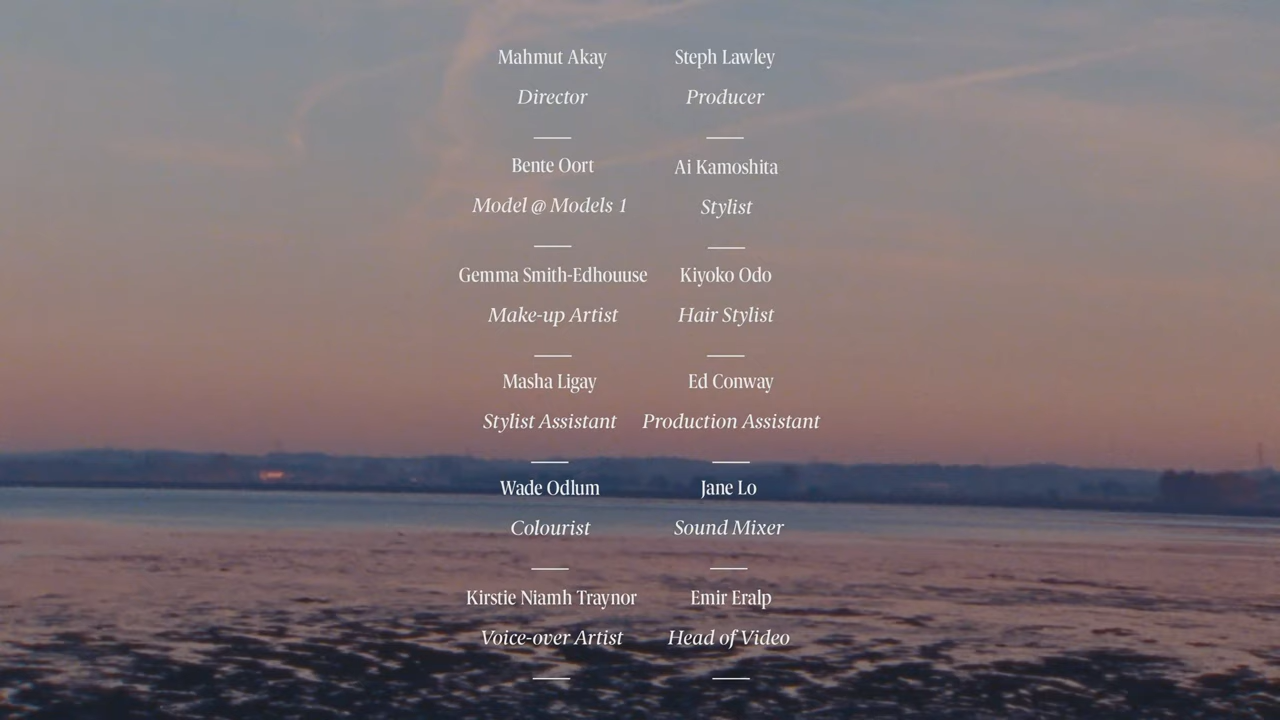 Mahmut Akay
Director
Steph Lawley
Producer
Bente Oort
Model @ Models 1
Ai Kamoshita
Stylist
Gemma Smith-Edhouuse
Make-up Artist
Kiyoko Odo
Hair Stylist
Masha Ligay
Stylist Assistant
Ed Conway
Production Assistant
Wade Odlum
Colourist
Jane Lo
Sound Mixer
Kirstie Niamh Traynor
Voice-over Artist
Emir Eralp
Head of Video